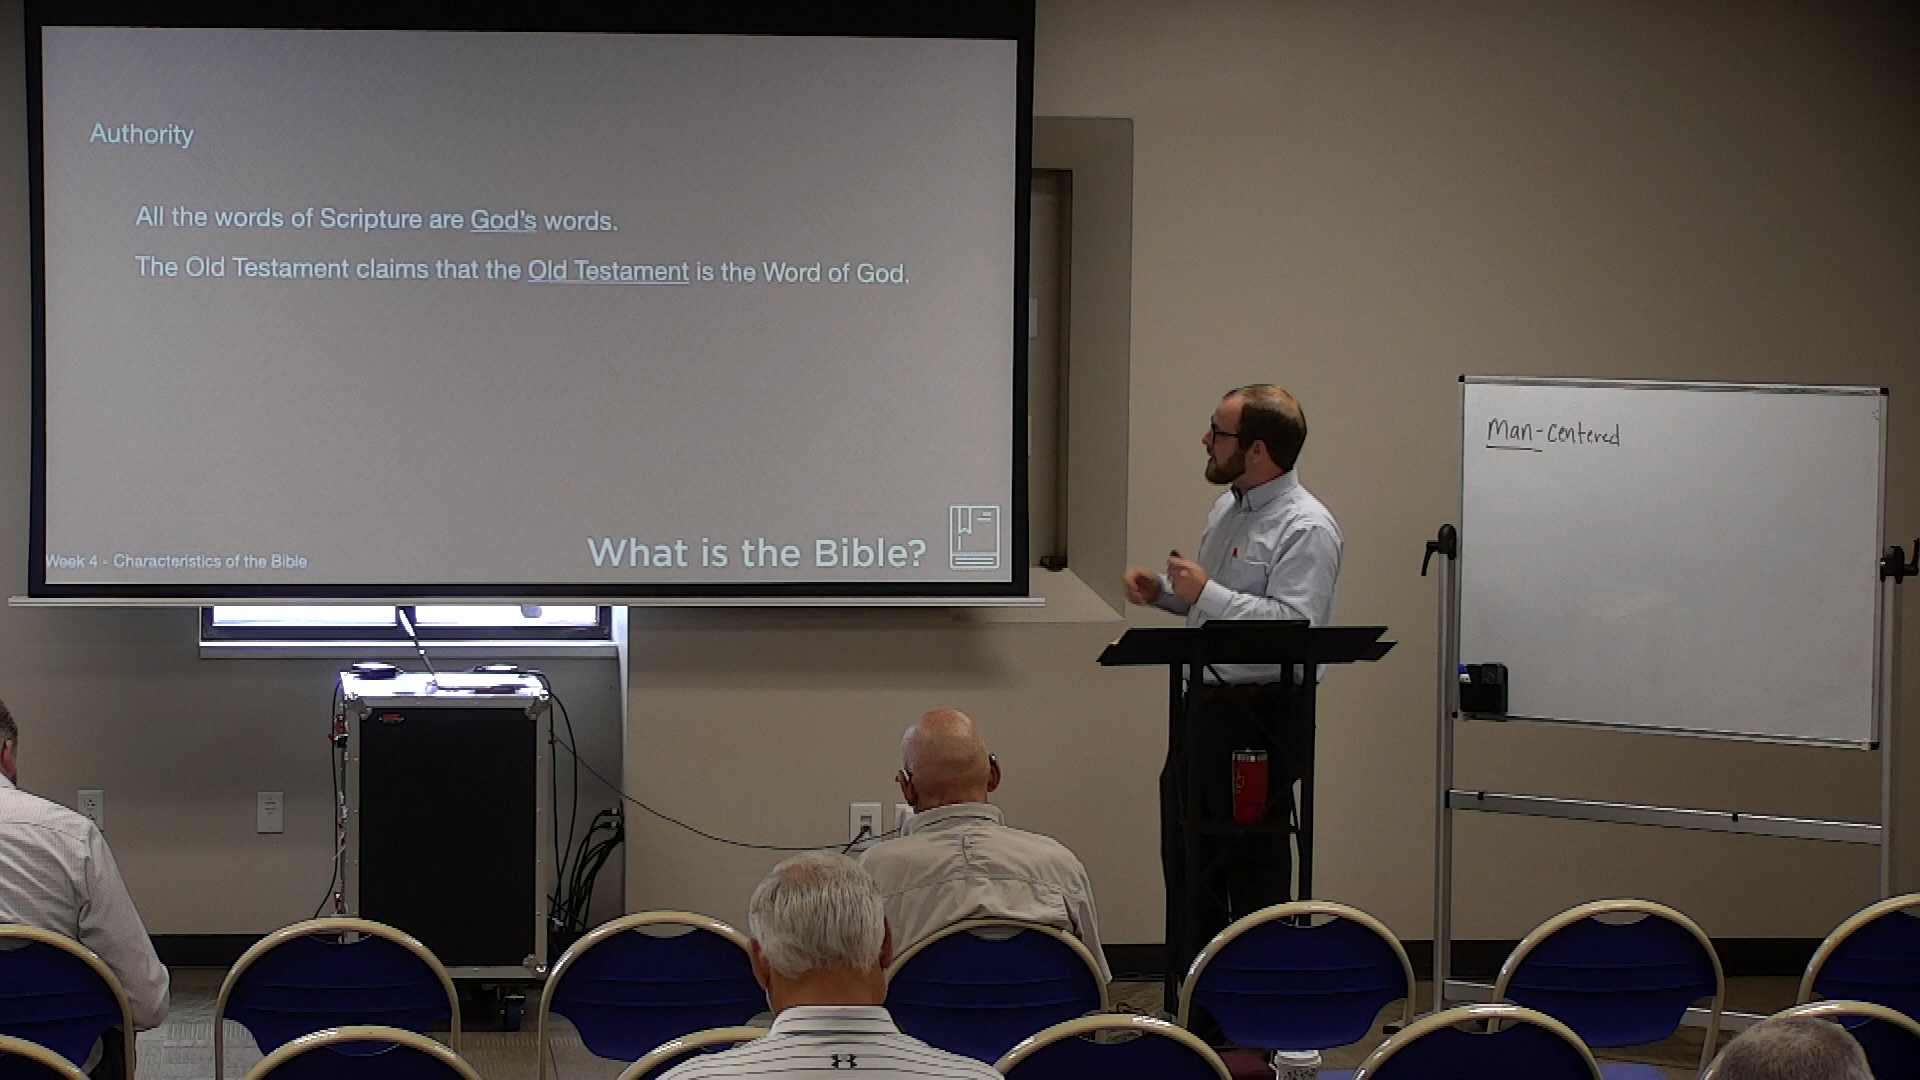 Authority
All the words of Scripture are God's words.
The Old Testament claims that the Old Testament is the Word of God.
Week 4 - Characteristics of the Bible
What is the Bible?
Man-centered